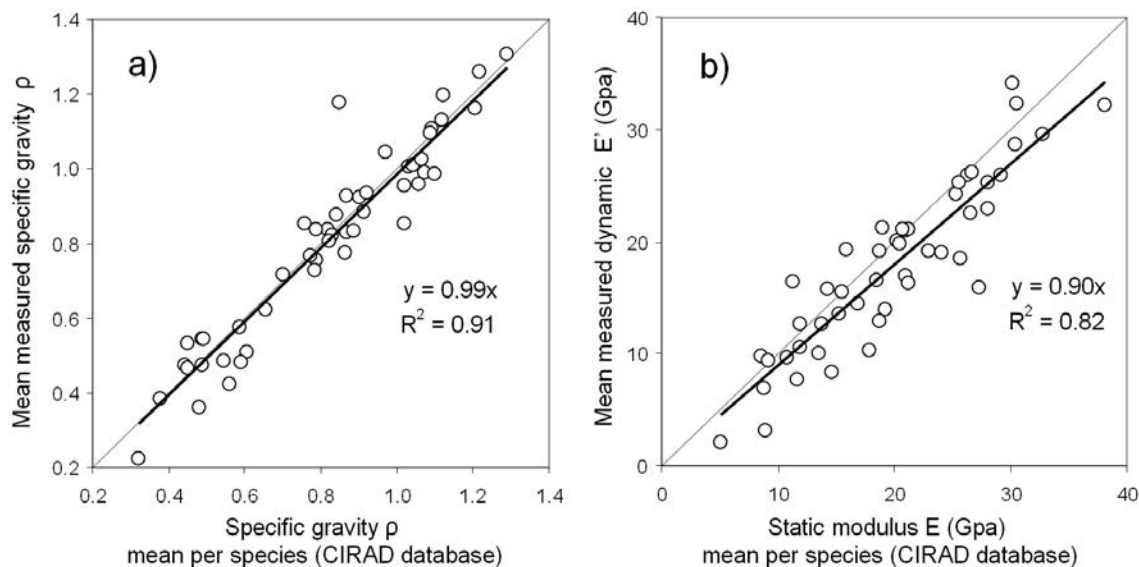 a)
1.4
1.2
1.0
0.8
0.6
0.4
0.2
0.2 0.4 0.6 0.8 1.0 1.2 1.4
Mean measured specific gravity ρ
y = 0.99x
R² = 0.91
Specific gravity ρ
mean per species (CIRAD database)
b)
40
30
20
10
0
0 10 20 30 40
Mean measured dynamic E' (Gpa)
y = 0.90x
R² = 0.82
Static modulus E (Gpa)
mean per species (CIRAD database)